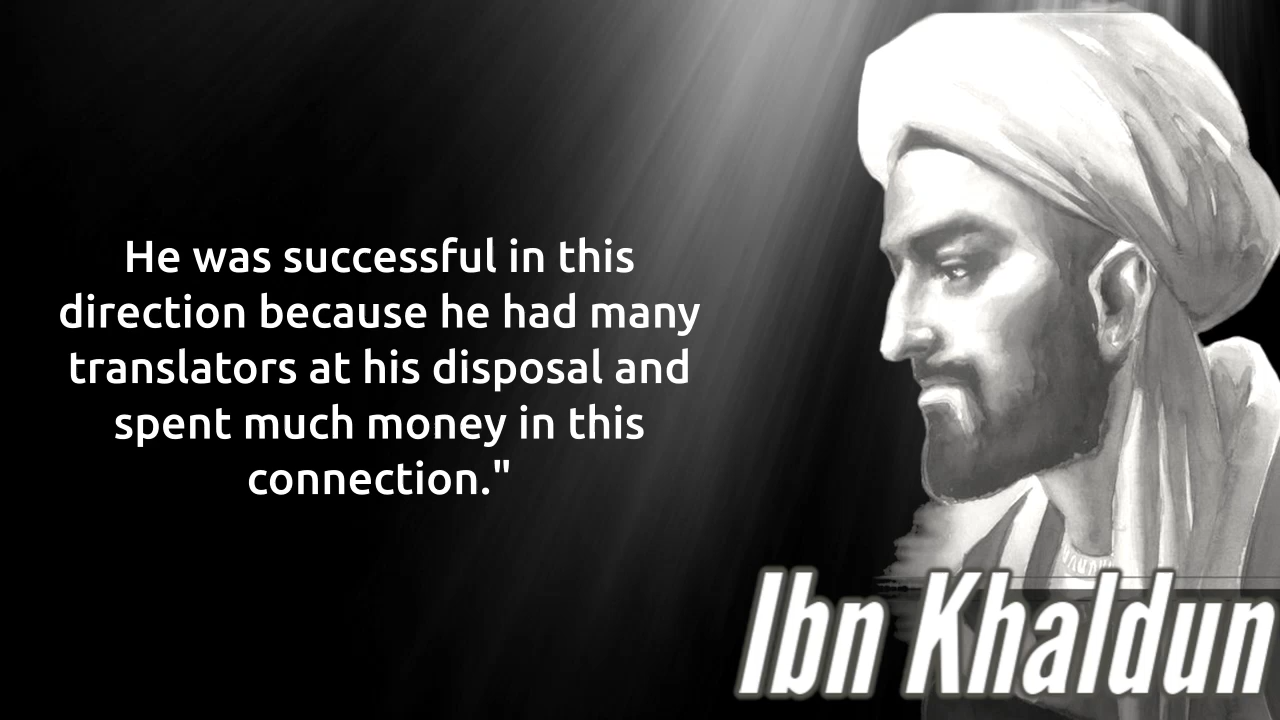 He was successful in this
direction because he had many
translators at his disposal and
spent much money in this
connection."
Ibn Khaldun